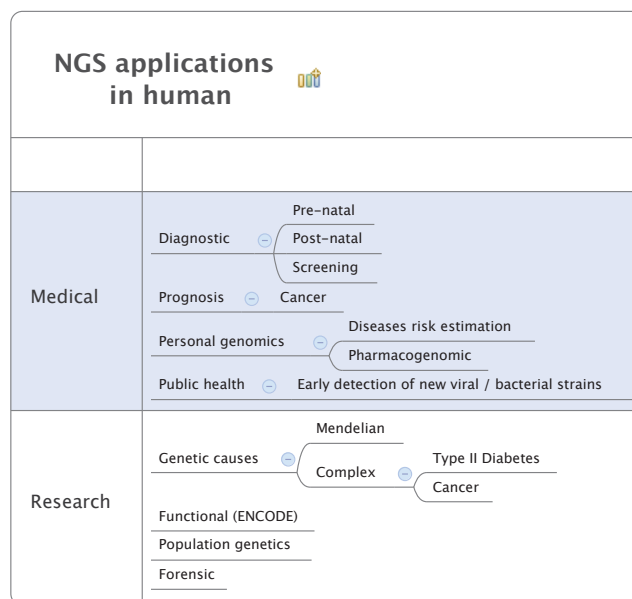 NGS applications
in human
Medical
Diagnostic
Pre-natal
Post-natal
Screening
Prognosis
Cancer
Personal genomics
Diseases risk estimation
Pharmacogenomic
Public health
Early detection of new viral / bacterial strains
Research
Genetic causes
Mendelian
Complex
Type II Diabetes
Cancer
Functional (ENCODE)
Population genetics
Forensic